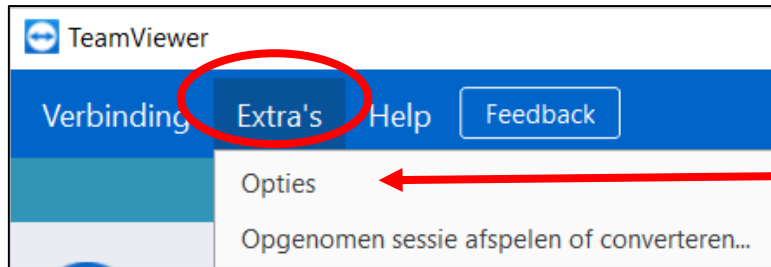 TeamViewer
Verbinding Extra's Help Feedback
Opties
Opgenomen sessie afspelen of converteren...